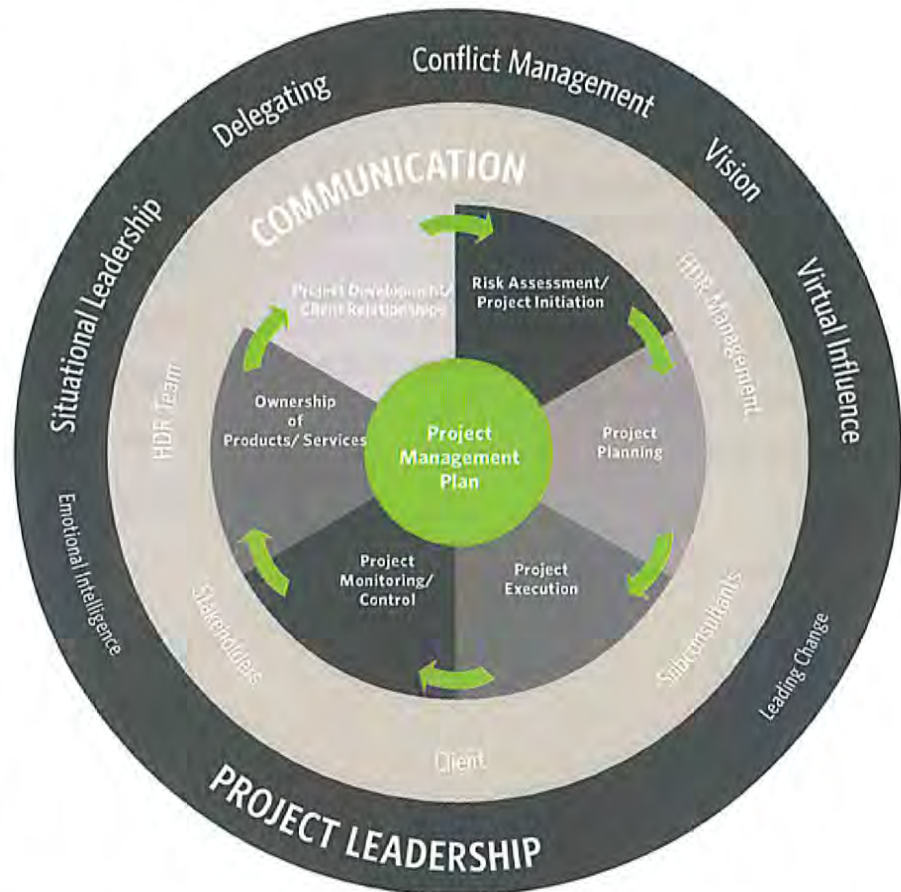 Conflict Management
Delegating
Vision
Situational Leadership
Virtual Influence
Emotional Intelligence
Leading Change
PROJECT LEADERSHIP
COMMUNICATION
HDR Management
HDR Team
Stakeholders
Subconsultants
Client
Project Development/
Client Relationships
Risk Assessment/
Project Initiation
Ownership
of
Products/ Services
Project
Management
Plan
Project
Planning
Project
Monitoring/
Control
Project
Execution